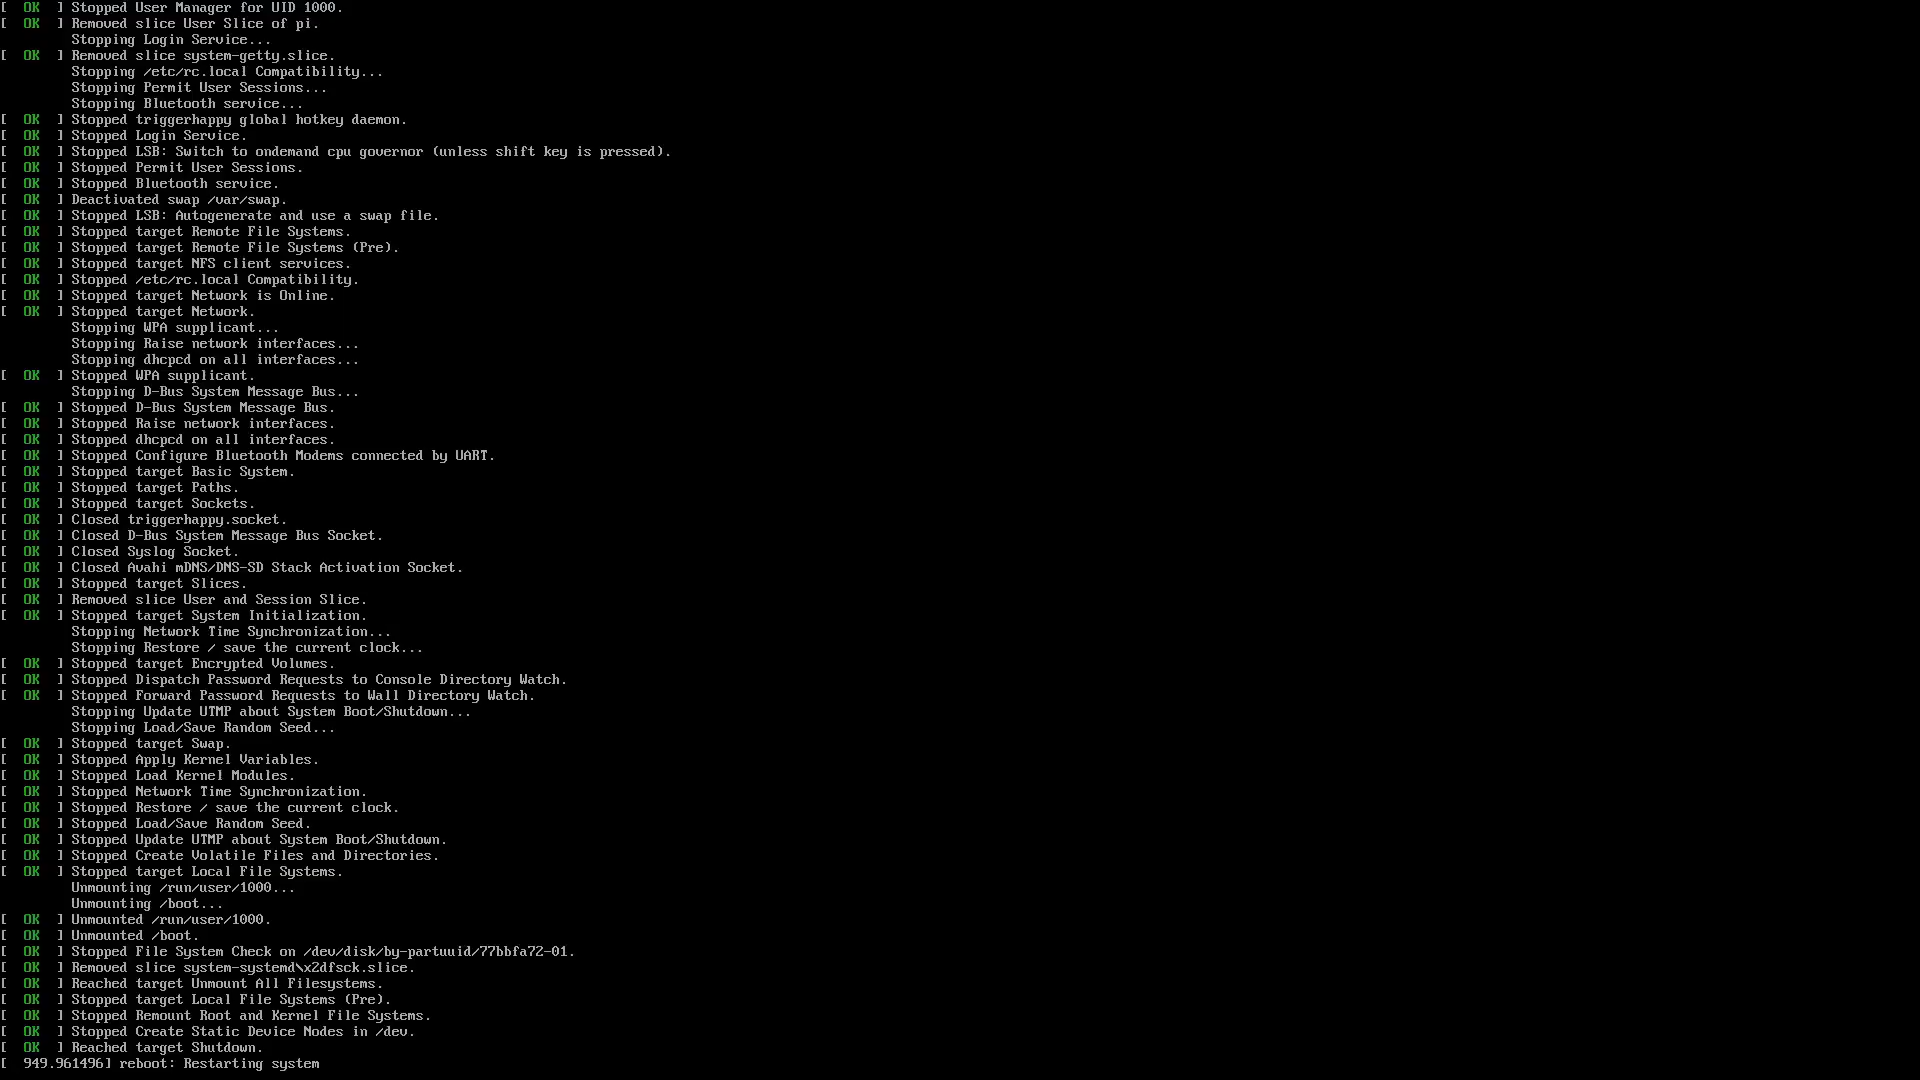 [  OK  ] Stopped User Manager for UID 1000.
[  OK  ] Removed slice User Slice of pi.
         Stopping Login Service...
[  OK  ] Removed slice system-getty.slice.
         Stopping /etc/rc.local Compatibility...
         Stopping Permit User Sessions...
         Stopping Bluetooth service...
[  OK  ] Stopped triggerhappy global hotkey daemon.
[  OK  ] Stopped Login Service.
[  OK  ] Stopped LSB: Switch to ondemand cpu governor (unless shift key is pressed).
[  OK  ] Stopped Permit User Sessions.
[  OK  ] Stopped Bluetooth service.
[  OK  ] Deactivated swap /var/swap.
[  OK  ] Stopped LSB: Autogenerate and use a swap file.
[  OK  ] Stopped target Remote File Systems.
[  OK  ] Stopped target Remote File Systems (Pre).
[  OK  ] Stopped target NFS client services.
[  OK  ] Stopped /etc/rc.local Compatibility.
[  OK  ] Stopped target Network is Online.
[  OK  ] Stopped target Network.
         Stopping WPA supplicant...
         Stopping Raise network interfaces...
         Stopping dhcpcd on all interfaces...
[  OK  ] Stopped WPA supplicant.
         Stopping D-Bus System Message Bus...
[  OK  ] Stopped D-Bus System Message Bus.
[  OK  ] Stopped Raise network interfaces.
[  OK  ] Stopped dhcpcd on all interfaces.
[  OK  ] Stopped Configure Bluetooth Modems connected by UART.
[  OK  ] Stopped target Basic System.
[  OK  ] Stopped target Paths.
[  OK  ] Stopped target Sockets.
[  OK  ] Closed triggerhappy.socket.
[  OK  ] Closed D-Bus System Message Bus Socket.
[  OK  ] Closed Syslog Socket.
[  OK  ] Closed Avahi mDNS/DNS-SD Stack Activation Socket.
[  OK  ] Stopped target Slices.
[  OK  ] Removed slice User and Session Slice.
[  OK  ] Stopped target System Initialization.
         Stopping Network Time Synchronization...
         Stopping Restore / save the current clock...
[  OK  ] Stopped target Encrypted Volumes.
[  OK  ] Stopped Dispatch Password Requests to Console Directory Watch.
[  OK  ] Stopped Forward Password Requests to Wall Directory Watch.
         Stopping Update UTMP about System Boot/Shutdown...
         Stopping Load/Save Random Seed...
[  OK  ] Stopped target Swap.
[  OK  ] Stopped Apply Kernel Variables.
[  OK  ] Stopped Load Kernel Modules.
[  OK  ] Stopped Network Time Synchronization.
[  OK  ] Stopped Restore / save the current clock.
[  OK  ] Stopped Load/Save Random Seed.
[  OK  ] Stopped Update UTMP about System Boot/Shutdown.
[  OK  ] Stopped Create Volatile Files and Directories.
[  OK  ] Stopped target Local File Systems.
         Unmounting /run/user/1000...
         Unmounting /boot...
[  OK  ] Unmounted /run/user/1000.
[  OK  ] Unmounted /boot.
[  OK  ] Stopped File System Check on /dev/disk/by-partuuid/77bbfa72-01.
[  OK  ] Removed slice system-systemd\x2dfsck.slice.
[  OK  ] Reached target Unmount All Filesystems.
[  OK  ] Stopped target Local File Systems (Pre).
[  OK  ] Stopped Remount Root and Kernel File Systems.
[  OK  ] Stopped Create Static Device Nodes in /dev.
[  OK  ] Reached target Shutdown.
[  949.961496] reboot: Restarting system